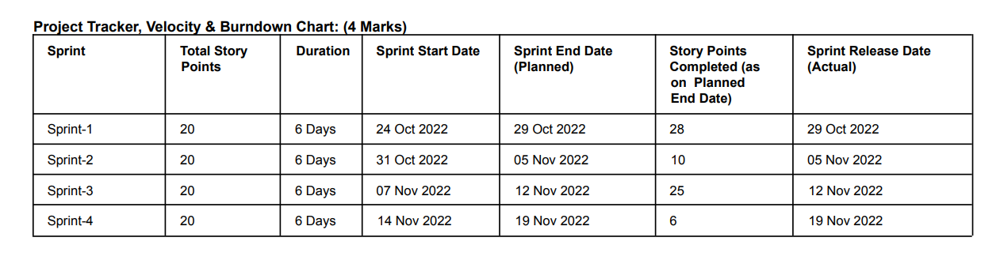 Project Tracker, Velocity & Burndown Chart: (4 Marks)
Sprint Total Story Points Duration Sprint Start Date Sprint End Date (Planned) Story Points Completed (as on Planned End Date) Sprint Release Date (Actual)
Sprint-1 20 6 Days 24 Oct 2022 29 Oct 2022 28 29 Oct 2022
Sprint-2 20 6 Days 31 Oct 2022 05 Nov 2022 10 05 Nov 2022
Sprint-3 20 6 Days 07 Nov 2022 12 Nov 2022 25 12 Nov 2022
Sprint-4 20 6 Days 14 Nov 2022 19 Nov 2022 6 19 Nov 2022